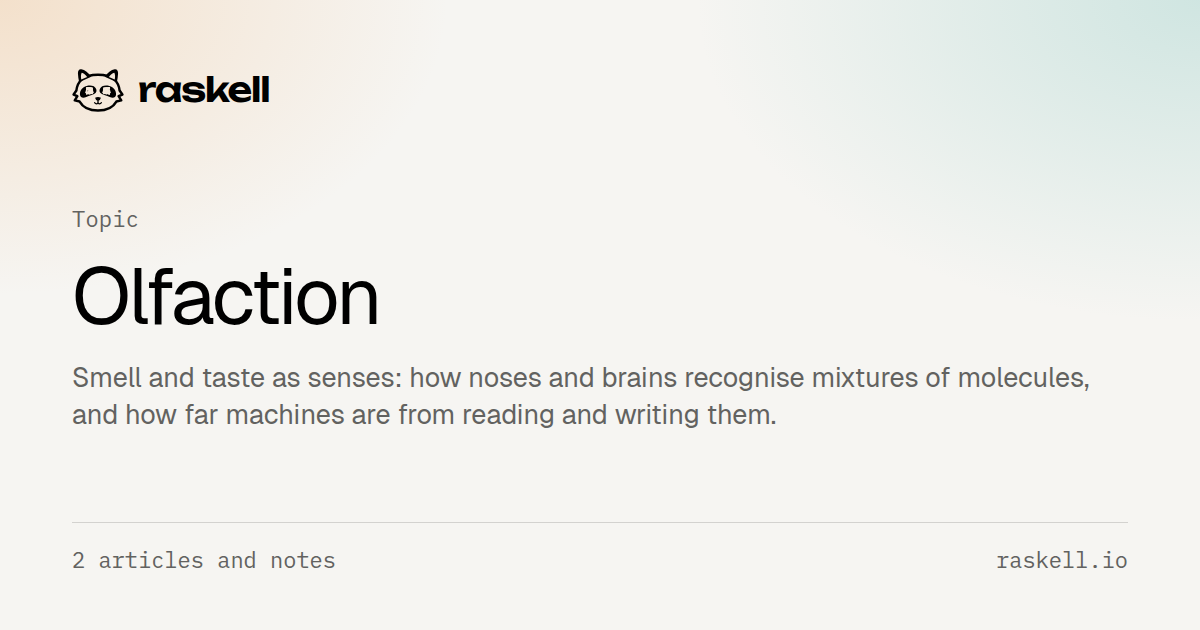 raskell
Topic
Olfaction
Smell and taste as senses: how noses and brains recognise mixtures of molecules,
and how far machines are from reading and writing them.
2 articles and notes
raskell.io